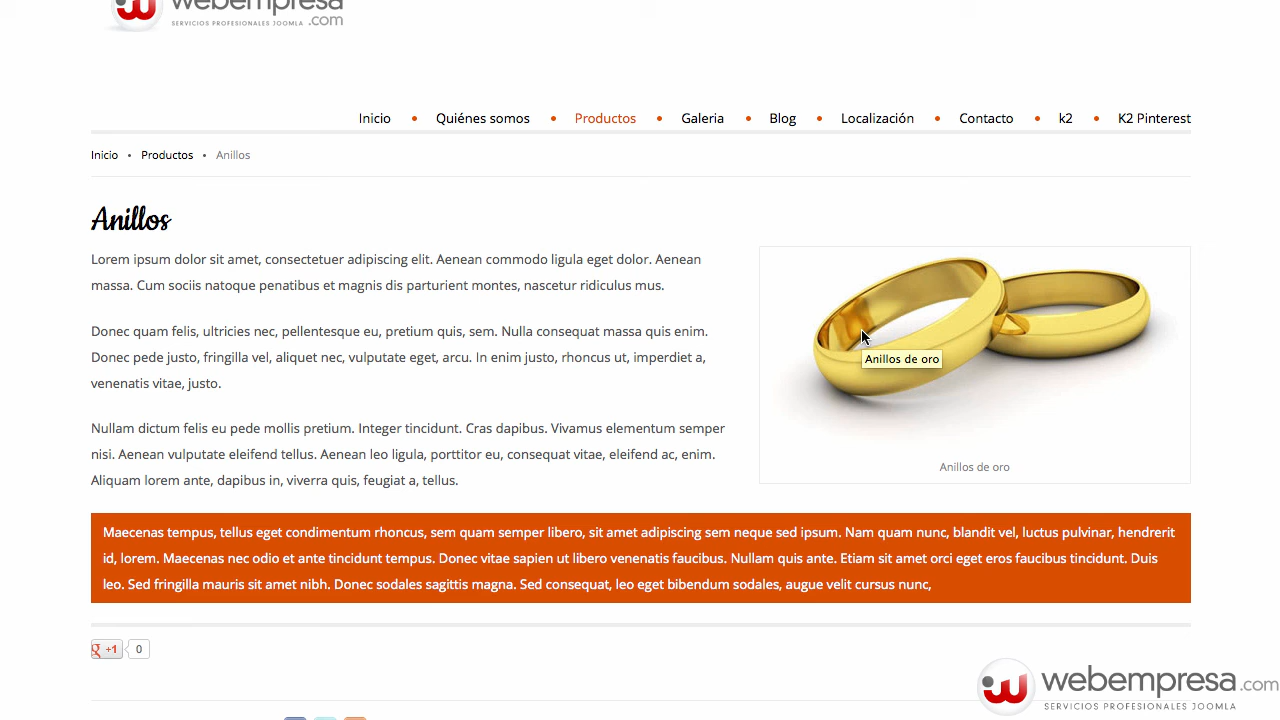 webempresa
SERVICIOS PROFESIONALES JOOMLA .com
Inicio • Quiénes somos • Productos • Galeria • Blog • Localización • Contacto • k2 • K2 Pinterest
Inicio • Productos • Anillos
Anillos
Lorem ipsum dolor sit amet, consectetuer adipiscing elit. Aenean commodo ligula eget dolor. Aenean
massa. Cum sociis natoque penatibus et magnis dis parturient montes, nascetur ridiculus mus.
Donec quam felis, ultricies nec, pellentesque eu, pretium quis, sem. Nulla consequat massa quis enim.
Donec pede justo, fringilla vel, aliquet nec, vulputate eget, arcu. In enim justo, rhoncus ut, imperdiet a,
venenatis vitae, justo.
Nullam dictum felis eu pede mollis pretium. Integer tincidunt. Cras dapibus. Vivamus elementum semper
nisi. Aenean vulputate eleifend tellus. Aenean leo ligula, porttitor eu, consequat vitae, eleifend ac, enim.
Aliquam lorem ante, dapibus in, viverra quis, feugiat a, tellus.
Anillos de oro
Anillos de oro
Maecenas tempus, tellus eget condimentum rhoncus, sem quam semper libero, sit amet adipiscing sem neque sed ipsum. Nam quam nunc, blandit vel, luctus pulvinar, hendrerit
id, lorem. Maecenas nec odio et ante tincidunt tempus. Donec vitae sapien ut libero venenatis faucibus. Nullam quis ante. Etiam sit amet orci eget eros faucibus tincidunt. Duis
leo. Sed fringilla mauris sit amet nibh. Donec sodales sagittis magna. Sed consequat, leo eget bibendum sodales, augue velit cursus nunc,
g +1 0
webempresa.com
SERVICIOS PROFESIONALES JOOMLA